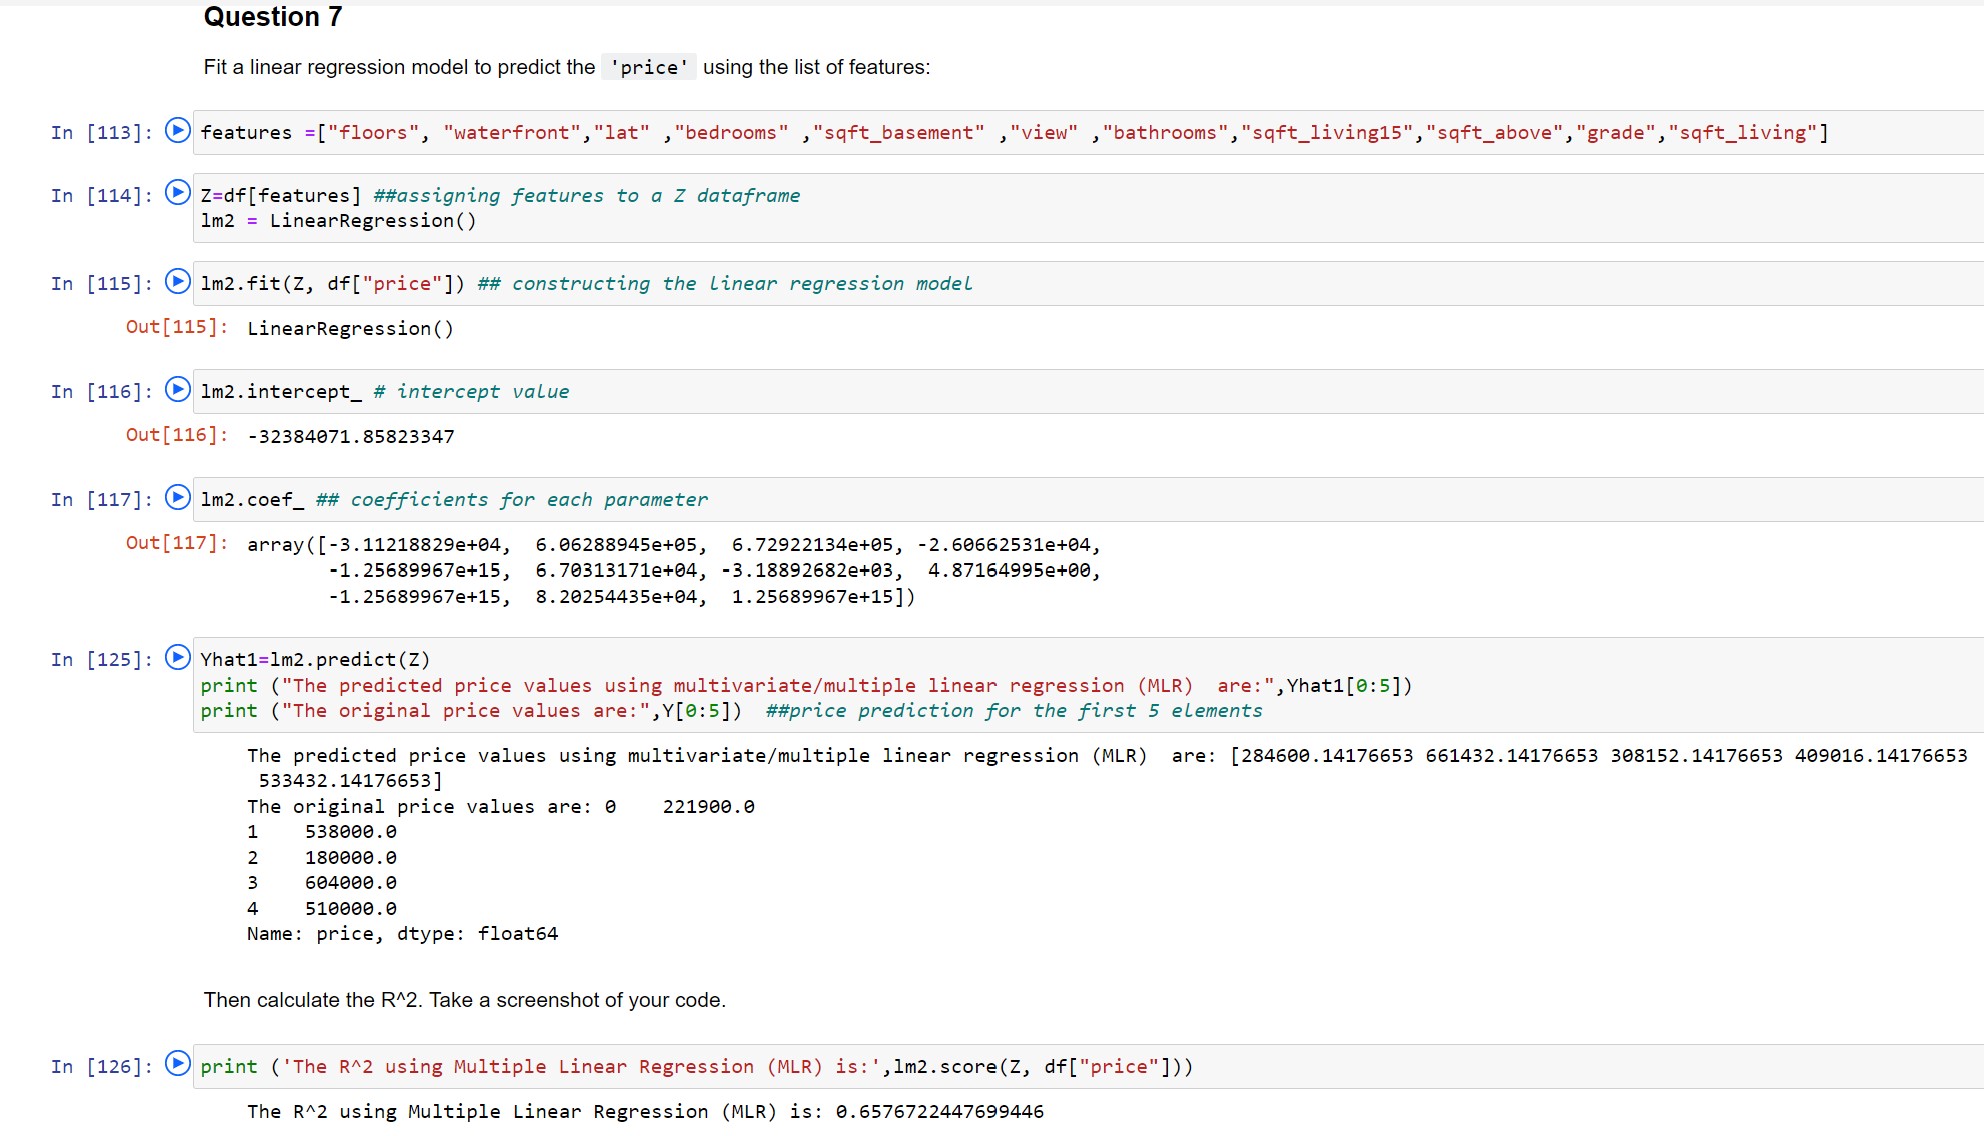 Question 7
Fit a linear regression model to predict the 'price' using the list of features:
In [113]: features =["floors", "waterfront","lat" ,"bedrooms" ,"sqft_basement" ,"view" ,"bathrooms","sqft_living15","sqft_above","grade","sqft_living"]
In [114]: Z=df[features] ##assigning features to a Z dataframe
lm2 = LinearRegression()
In [115]: lm2.fit(Z, df["price"]) ## constructing the linear regression model
Out[115]: LinearRegression()
In [116]: lm2.intercept_ # intercept value
Out[116]: -32384071.85823347
In [117]: lm2.coef_ ## coefficients for each parameter
Out[117]: array([-3.11218829e+04, 6.06288945e+05, 6.72922134e+05, -2.60662531e+04,
-1.25689967e+15, 6.70313171e+04, -3.18892682e+03, 4.87164995e+00,
-1.25689967e+15, 8.20254435e+04, 1.25689967e+15])
In [125]: Yhat1=lm2.predict(Z)
print ("The predicted price values using multivariate/multiple linear regression (MLR)  are:",Yhat1[0:5])
print ("The original price values are:",Y[0:5])  ##price prediction for the first 5 elements
The predicted price values using multivariate/multiple linear regression (MLR)  are: [284600.14176653 661432.14176653 308152.14176653 409016.14176653
533432.14176653]
The original price values are: 0    221900.0
1    538000.0
2    180000.0
3    604000.0
4    510000.0
Name: price, dtype: float64
Then calculate the R^2. Take a screenshot of your code.
In [126]: print ('The R^2 using Multiple Linear Regression (MLR) is:',lm2.score(Z, df["price"]))
The R^2 using Multiple Linear Regression (MLR) is: 0.6576722447699446